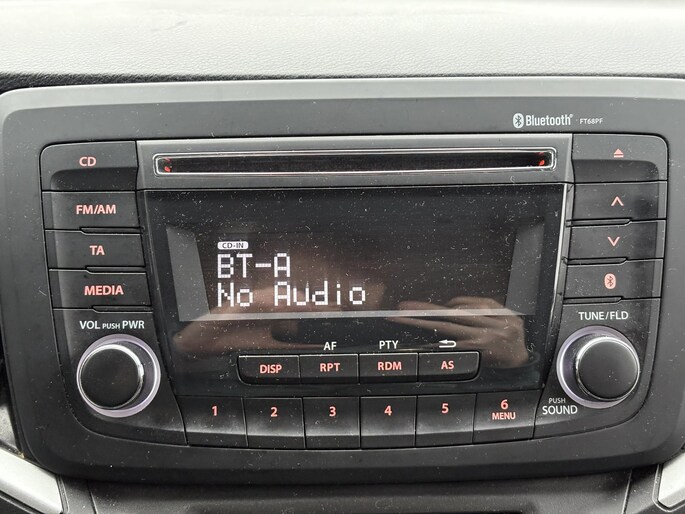 Bluetooth® FT68PF
CD
FM/AM
TA
MEDIA
VOL PUSH PWR
CD-IN
BT-A
No Audio
AF PTY
DISP RPT RDM AS
1 2 3 4 5 6 MENU
TUNE/FLD
PUSH SOUND